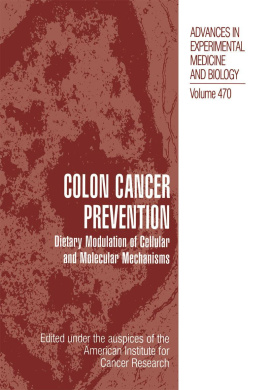 ADVANCES IN
EXPERIMENTAL
MEDICINE
AND BIOLOGY
Volume 470
COLON CANCER
PREVENTION
Dietary Modulation of Cellular
and Molecular Mechanisms
Edited under the auspices of the
American Institute for
Cancer Research